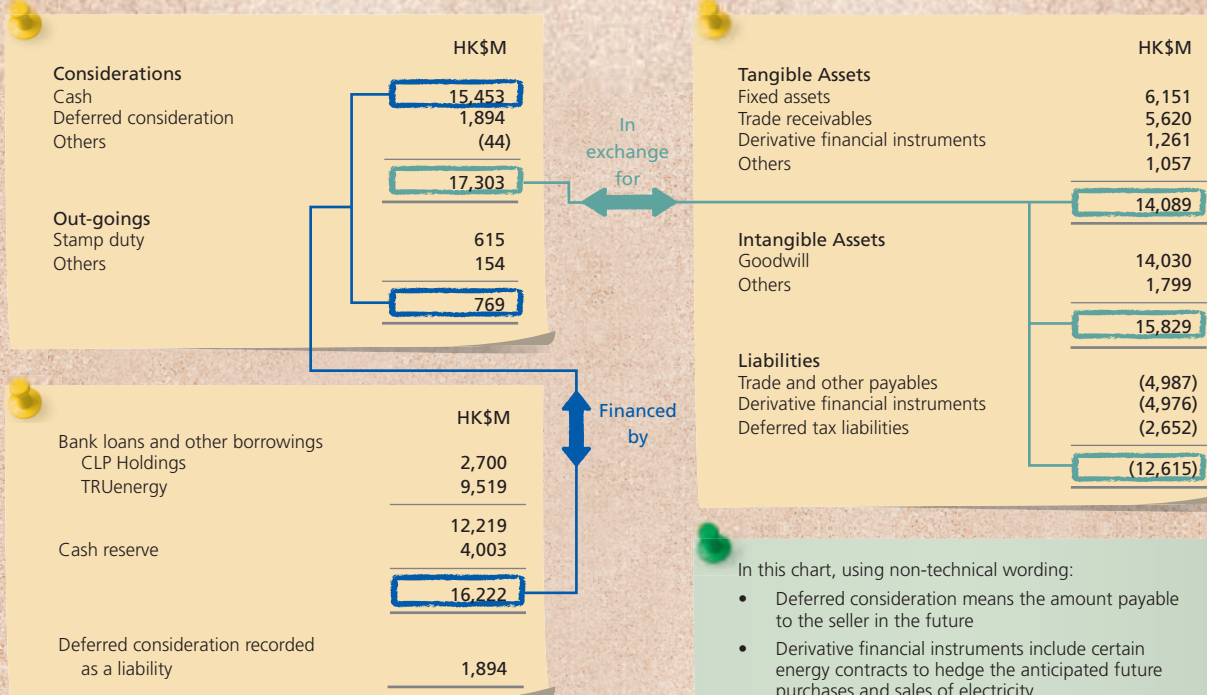 HK$M
Considerations
Cash 15,453
Deferred consideration 1,894
Others (44)
17,303
Out-goings
Stamp duty 615
Others 154
769
In
exchange
for
HK$M
Tangible Assets
Fixed assets 6,151
Trade receivables 5,620
Derivative financial instruments 1,261
Others 1,057
14,089
Intangible Assets
Goodwill 14,030
Others 1,799
15,829
Liabilities
Trade and other payables (4,987)
Derivative financial instruments (4,976)
Deferred tax liabilities (2,652)
(12,615)
Financed
by
HK$M
Bank loans and other borrowings
CLP Holdings 2,700
TRUenergy 9,519
12,219
Cash reserve 4,003
16,222
Deferred consideration recorded
as a liability 1,894
In this chart, using non-technical wording:
• Deferred consideration means the amount payable
to the seller in the future
• Derivative financial instruments include certain
energy contracts to hedge the anticipated future
purchases and sales of electricity